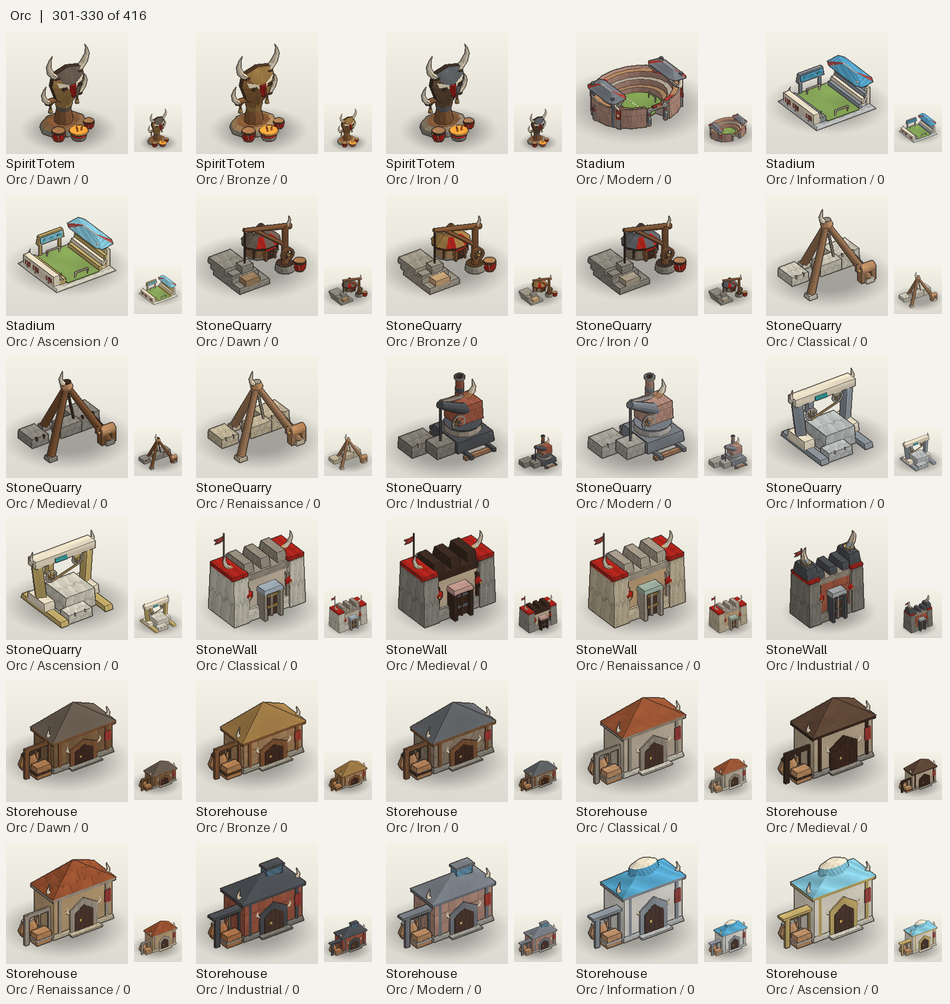 Orc | 301-330 of 416
SpiritTotem
Orc / Dawn / 0
SpiritTotem
Orc / Bronze / 0
SpiritTotem
Orc / Iron / 0
Stadium
Orc / Modern / 0
Stadium
Orc / Information / 0
Stadium
Orc / Ascension / 0
StoneQuarry
Orc / Dawn / 0
StoneQuarry
Orc / Bronze / 0
StoneQuarry
Orc / Iron / 0
StoneQuarry
Orc / Classical / 0
StoneQuarry
Orc / Medieval / 0
StoneQuarry
Orc / Renaissance / 0
StoneQuarry
Orc / Industrial / 0
StoneQuarry
Orc / Modern / 0
StoneQuarry
Orc / Information / 0
StoneQuarry
Orc / Ascension / 0
StoneWall
Orc / Classical / 0
StoneWall
Orc / Medieval / 0
StoneWall
Orc / Renaissance / 0
StoneWall
Orc / Industrial / 0
Storehouse
Orc / Dawn / 0
Storehouse
Orc / Bronze / 0
Storehouse
Orc / Iron / 0
Storehouse
Orc / Classical / 0
Storehouse
Orc / Medieval / 0
Storehouse
Orc / Renaissance / 0
Storehouse
Orc / Industrial / 0
Storehouse
Orc / Modern / 0
Storehouse
Orc / Information / 0
Storehouse
Orc / Ascension / 0